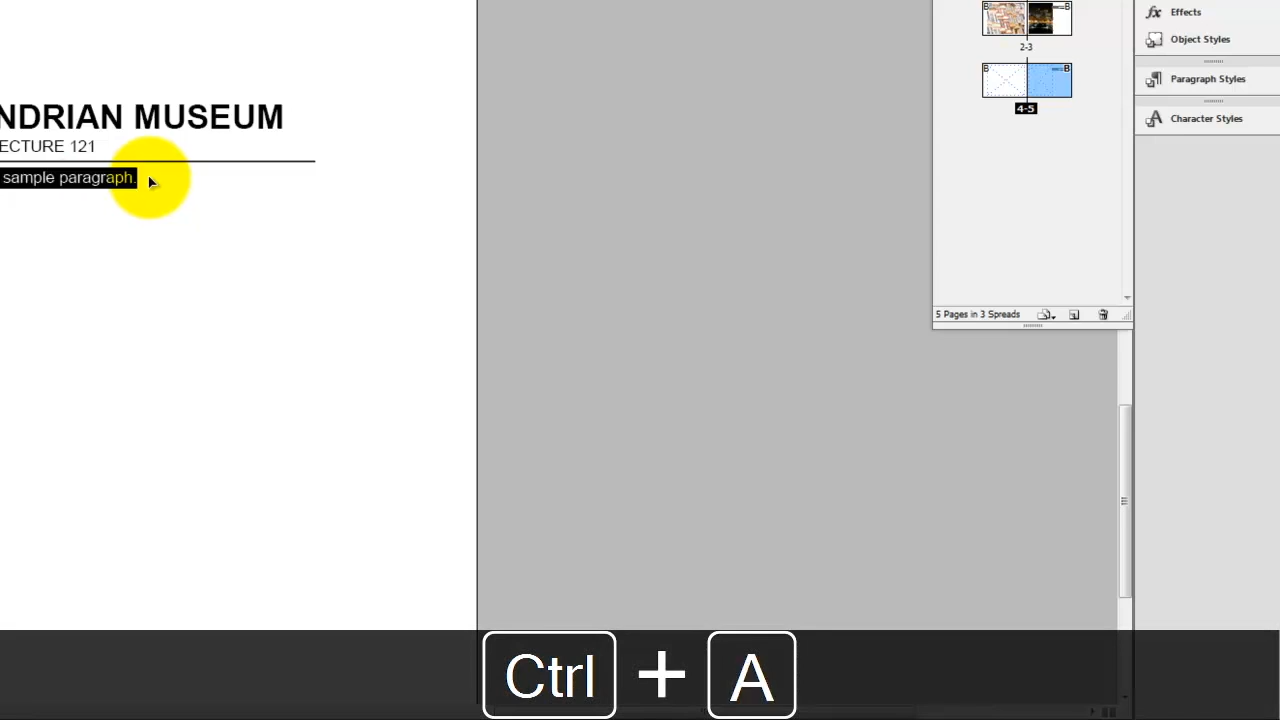 NDRIAN MUSEUM
ECTURE 121
sample paragraph.
B
B
2-3
B
B
4-5
5 Pages in 3 Spreads
fx Effects
Object Styles
Paragraph Styles
Character Styles
Ctrl + A